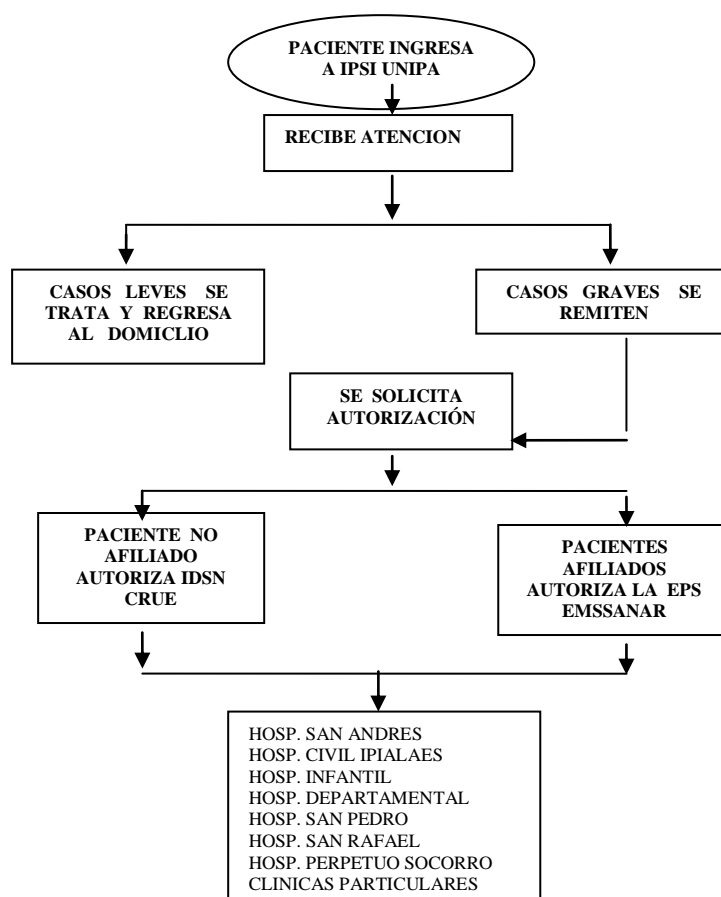 PACIENTE INGRESA
A IPSI UNIPA
RECIBE ATENCION
CASOS LEVES SE
TRATA Y REGRESA
AL DOMICLIO
CASOS GRAVES SE
REMITEN
SE SOLICITA
AUTORIZACIÓN
PACIENTE NO
AFILIADO
AUTORIZA IDSN
CRUE
PACIENTES
AFILIADOS
AUTORIZA LA EPS
EMSSANAR
HOSP. SAN ANDRES
HOSP. CIVIL IPIALAES
HOSP. INFANTIL
HOSP. DEPARTAMENTAL
HOSP. SAN PEDRO
HOSP. SAN RAFAEL
HOSP. PERPETUO SOCORRO
CLINICAS PARTICULARES